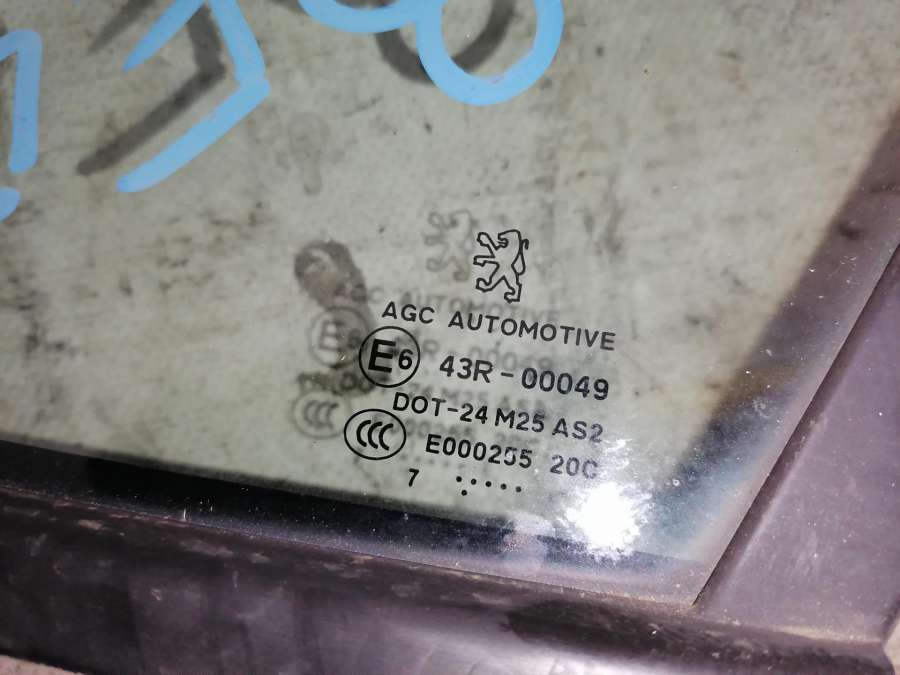 AGC AUTOMOTIVE
E6 43R-00049
DOT-24 M25 AS2
CCC E000255 20C
7 .....